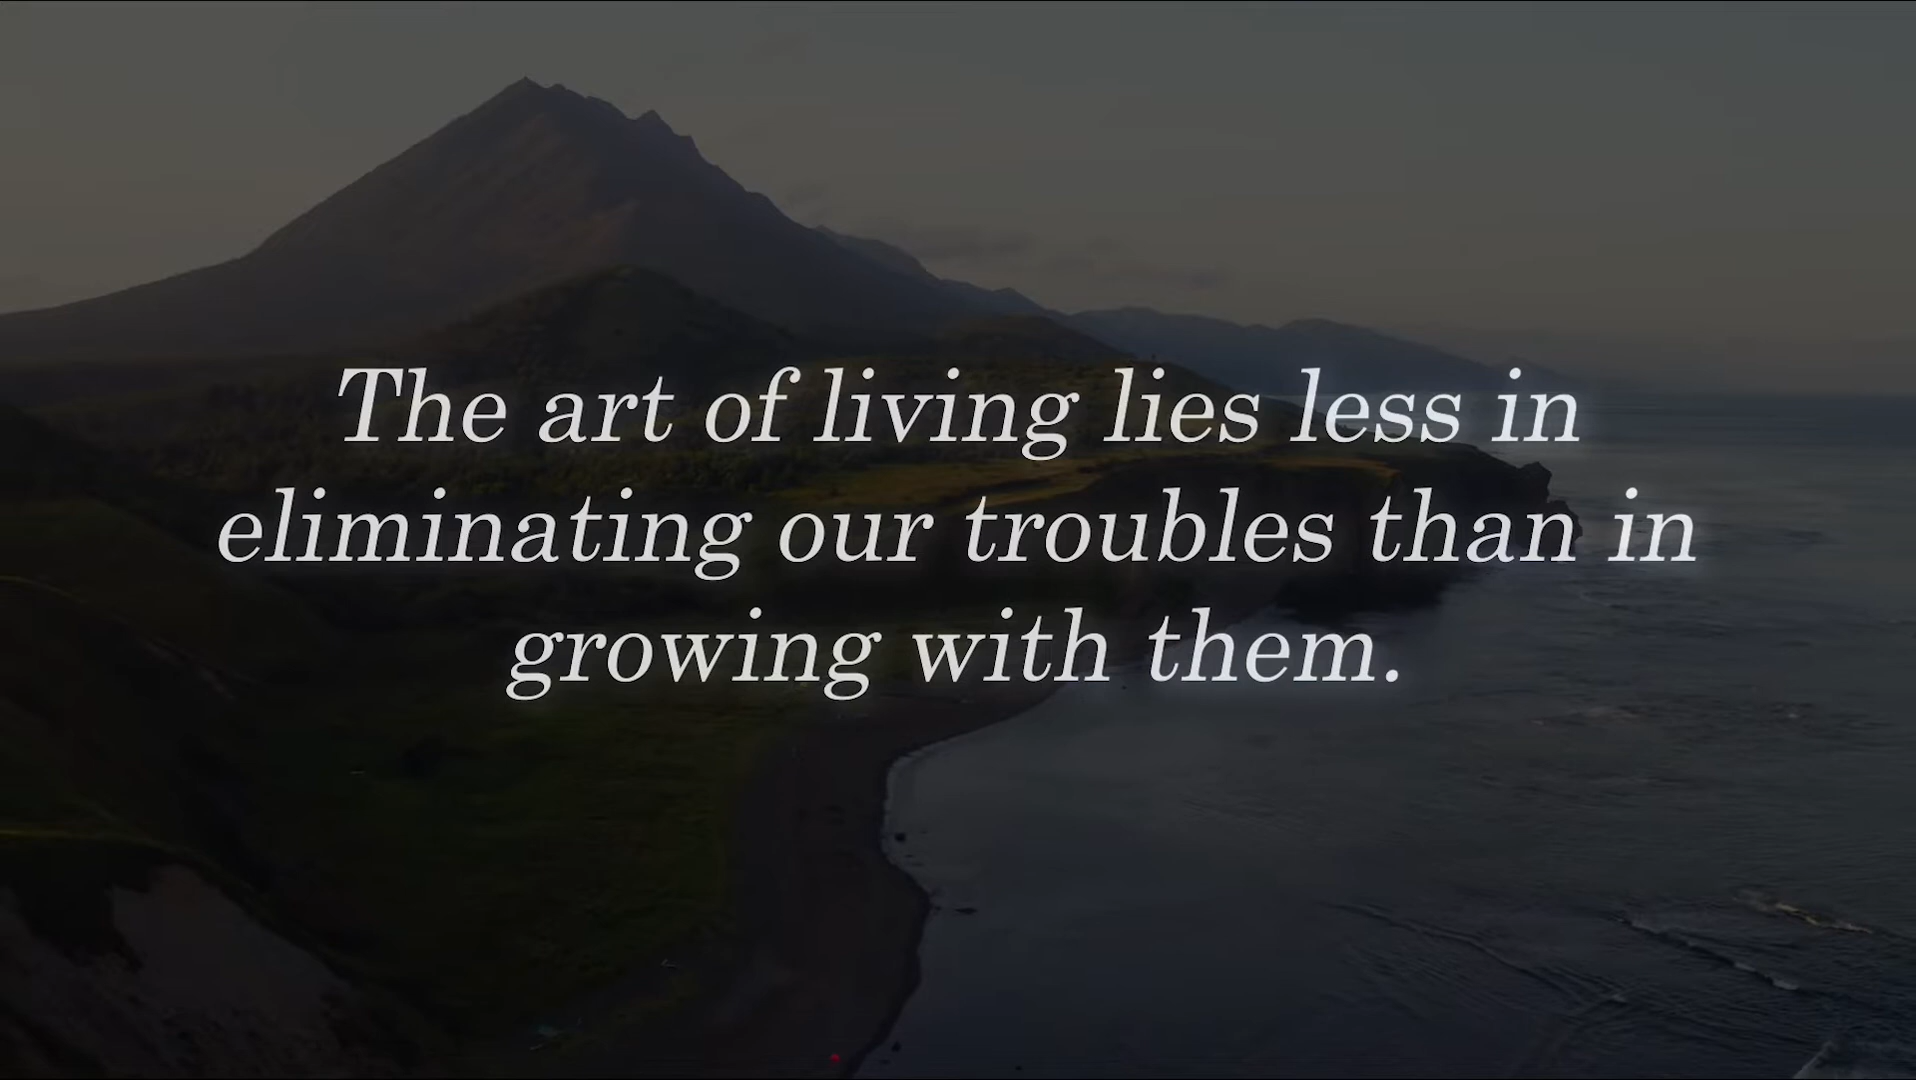 The art of living lies less in
eliminating our troubles than in
growing with them.